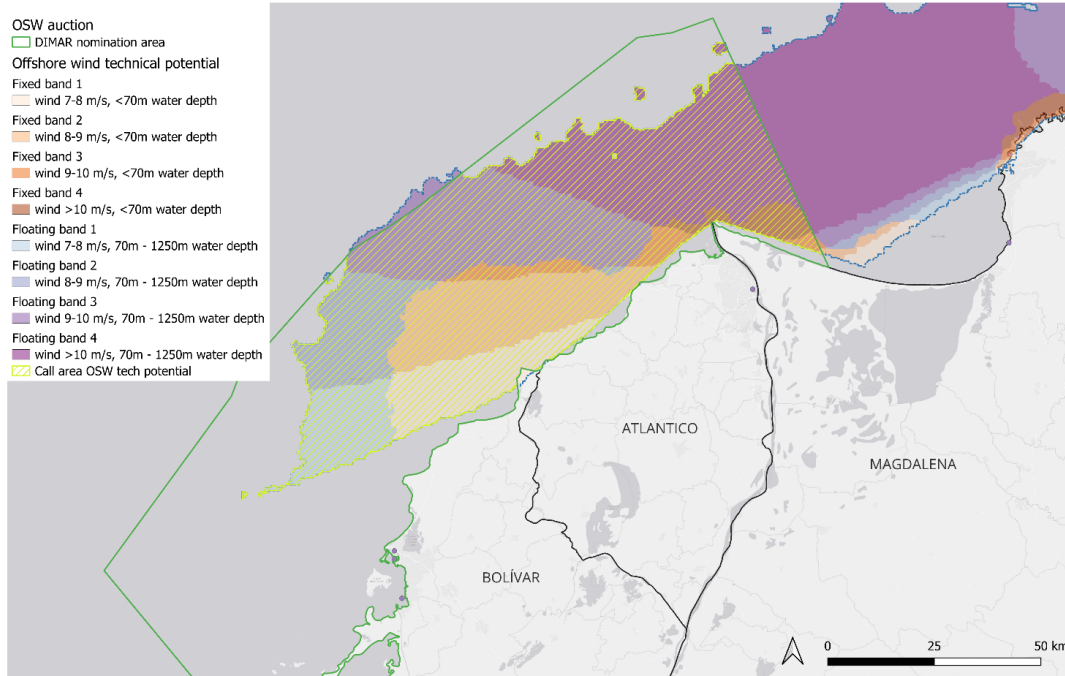 OSW auction
DIMAR nomination area
Offshore wind technical potential
Fixed band 1
wind 7-8 m/s, <70m water depth
Fixed band 2
wind 8-9 m/s, <70m water depth
Fixed band 3
wind 9-10 m/s, <70m water depth
Fixed band 4
wind >10 m/s, <70m water depth
Floating band 1
wind 7-8 m/s, 70m - 1250m water depth
Floating band 2
wind 8-9 m/s, 70m - 1250m water depth
Floating band 3
wind 9-10 m/s, 70m - 1250m water depth
Floating band 4
wind >10 m/s, 70m - 1250m water depth
Call area OSW tech potential
ATLANTICO
MAGDALENA
BOLÍVAR
0 25 50 km